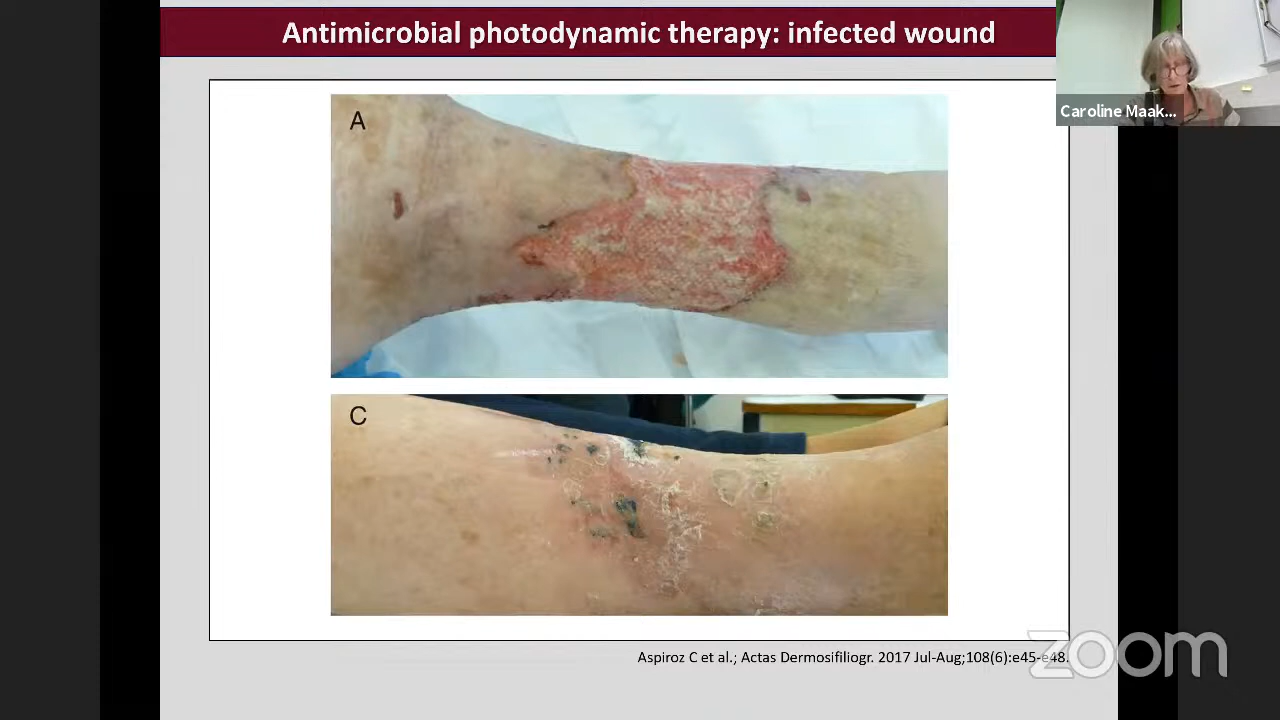 Antimicrobial photodynamic therapy: infected wound
Caroline Maak...
A
C
Aspiroz C et al.; Actas Dermosifiliogr. 2017 Jul-Aug;108(6):e45-e48.
zoom